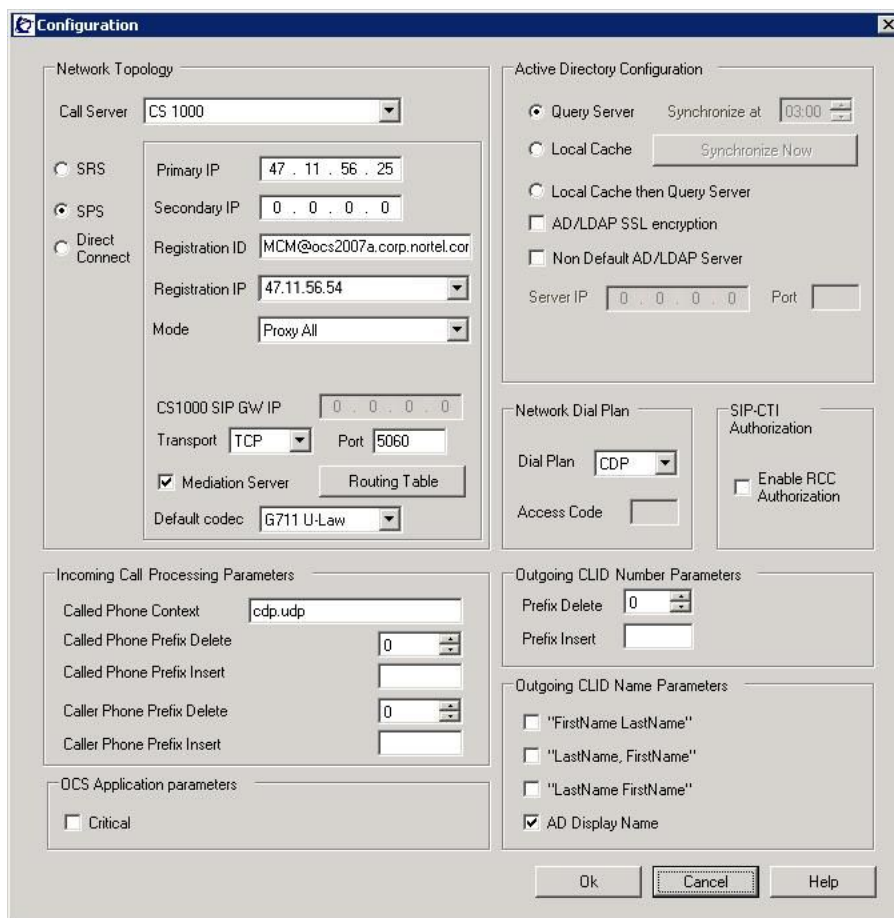 Configuration
Network Topology
Call Server CS 1000
SRS
SPS
Direct
Connect
Primary IP 47 . 11 . 56 . 25
Secondary IP 0 . 0 . 0 . 0
Registration ID MCM@ocs2007a.corp.nortel.cor
Registration IP 47.11.56.54
Mode Proxy All
CS1000 SIP GW IP 0 . 0 . 0 . 0
Transport TCP Port 5060
Mediation Server Routing Table
Default codec G711 U-Law
Active Directory Configuration
Query Server Synchronize at 03:00
Local Cache Synchronize Now
Local Cache then Query Server
AD/LDAP SSL encryption
Non Default AD/LDAP Server
Server IP 0 . 0 . 0 . 0 Port
Network Dial Plan
Dial Plan CDP
Access Code
SIP-CTI
Authorization
Enable RCC
Authorization
Incoming Call Processing Parameters
Called Phone Context cdp.udp
Called Phone Prefix Delete 0
Called Phone Prefix Insert
Caller Phone Prefix Delete 0
Caller Phone Prefix Insert
OCS Application parameters
Critical
Outgoing CLID Number Parameters
Prefix Delete 0
Prefix Insert
Outgoing CLID Name Parameters
"FirstName LastName"
"LastName, FirstName"
"LastName FirstName"
AD Display Name
Ok Cancel Help